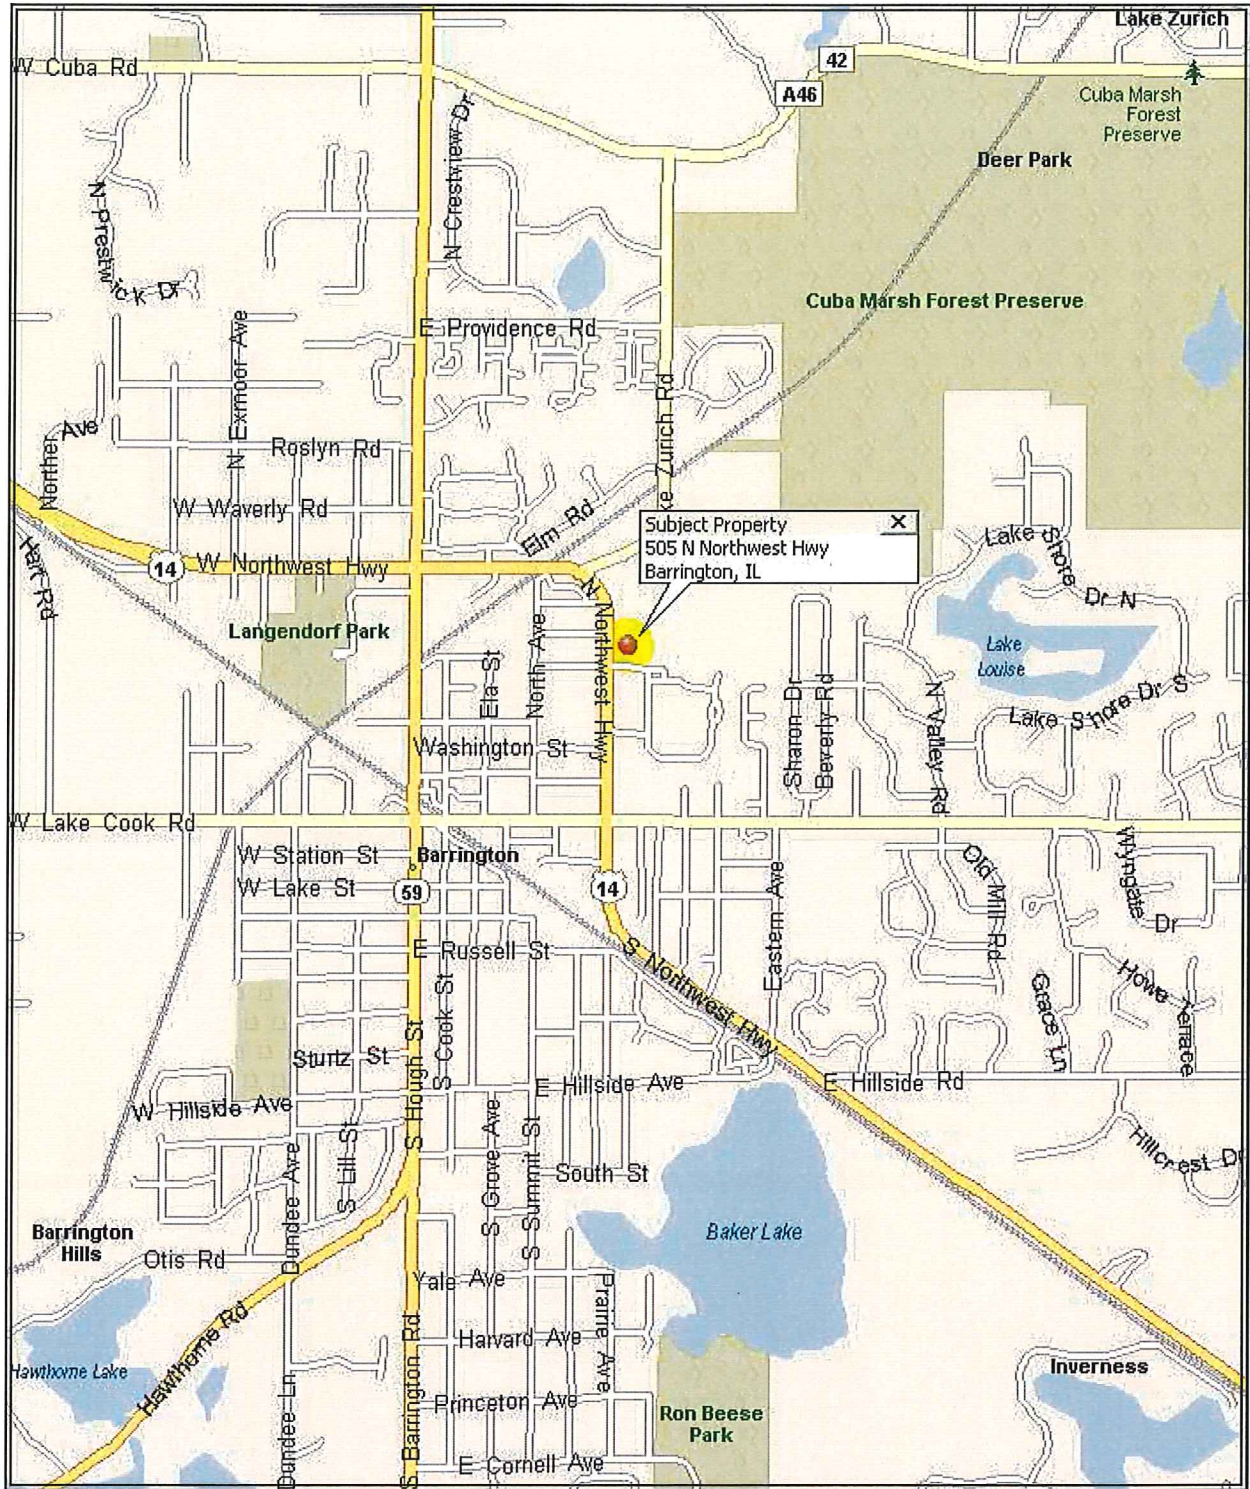 Lake Zurich
W Cuba Rd
42
A46
Cuba Marsh
Forest
Preserve
Deer Park
N Crestview Dr
N Prestwick Dr
Cuba Marsh Forest Preserve
E Providence Rd
N Exmoor Ave
Norther Ave
Roslyn Rd
ke Zurich Rd
W Waverly Rd
Elm Rd
Subject Property
505 N Northwest Hwy
Barrington, IL
Hart Rd
14
W Northwest Hwy
N Northwest Hwy
Lake Shore Dr N
Langendorf Park
Lake
Louise
Ela St
North Ave
Sharon Dr
Beverly Rd
N Valley Rd
Lake Shore Dr S
Washington St
W Lake Cook Rd
W Station St
Barrington
W Lake St
59
14
Old Mill Rd
Wyngate Dr
Eastern Ave
E Russell St
S Northwest Hwy
Howe Terrace
Grace Ln
S Cook St
S Hough St
Sturtz St
E Hillside Ave
E Hillside Rd
W Hillside Ave
S Lill St
S Grove Ave
S Summit St
South St
Hillcrest Dr
Dundee Ave
Barrington
Hills
Otis Rd
Baker Lake
Yale Ave
Prairie Ave
Hawthorne Rd
Harvard Ave
Hawthorne Lake
S Barrington Rd
Inverness
Princeton Ave
Dundee Ln
Ron Beese
Park
E Cornell Ave